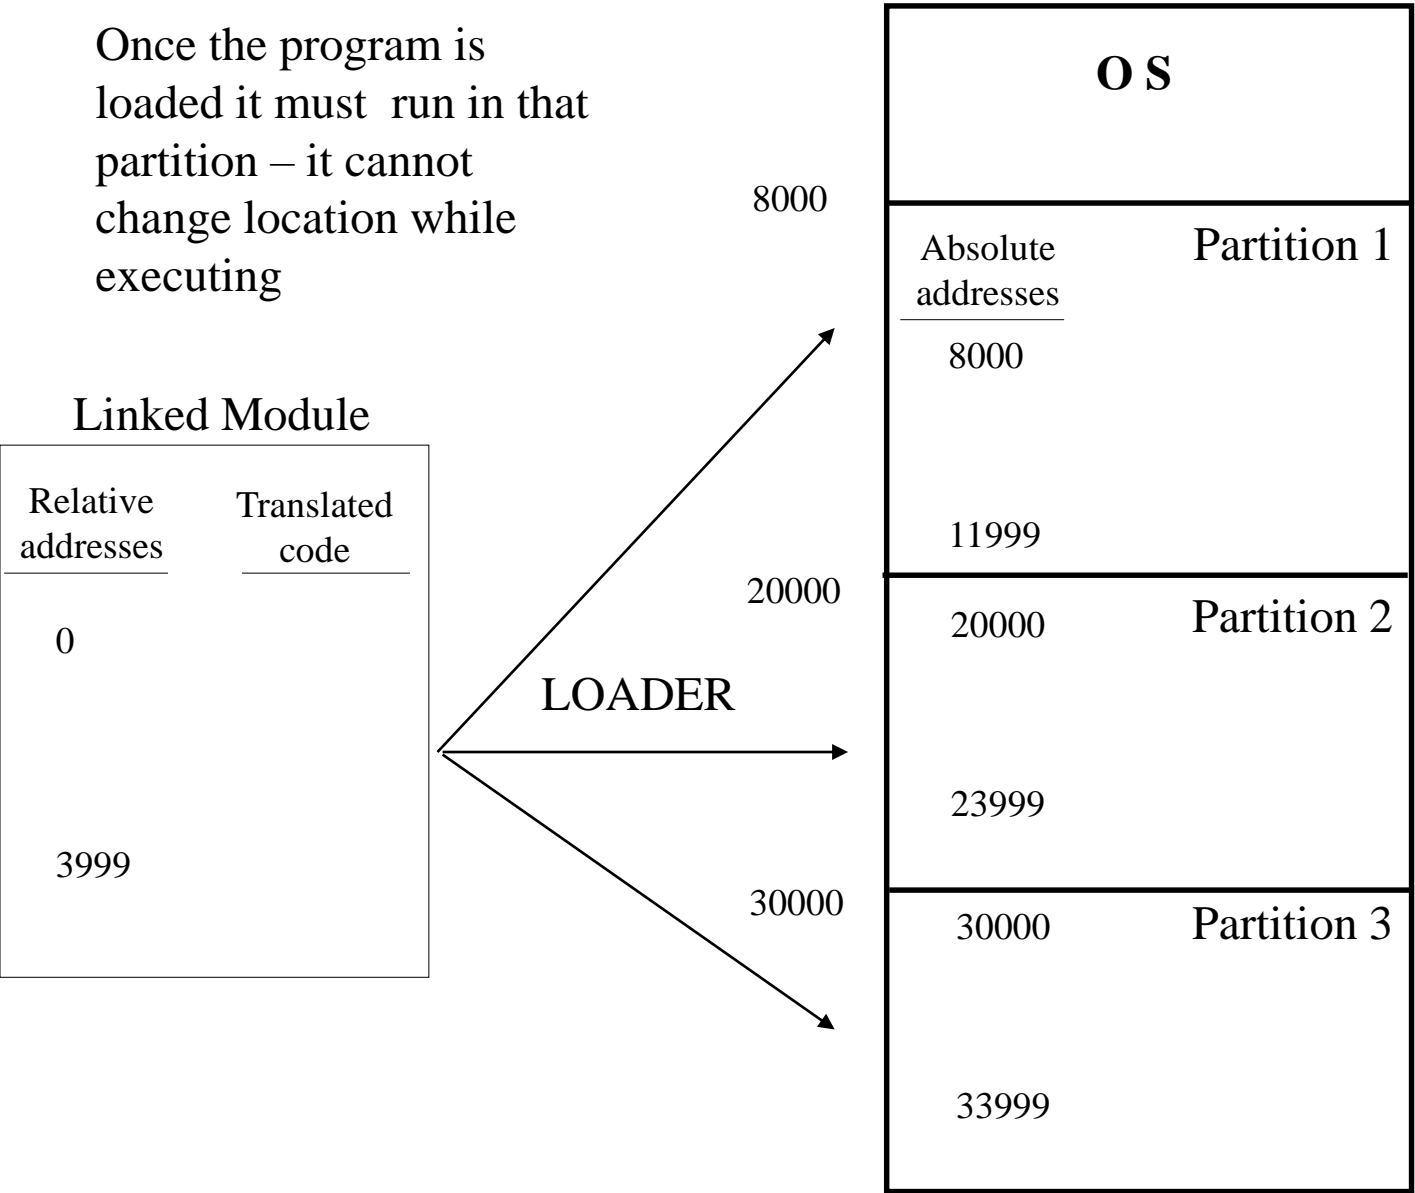 Once the program is
loaded it must run in that
partition – it cannot
change location while
executing
Linked Module
Relative
addresses
Translated
code
0
3999
LOADER
8000
20000
30000
O S
Partition 1
Absolute
addresses
8000
11999
Partition 2
20000
23999
Partition 3
30000
33999